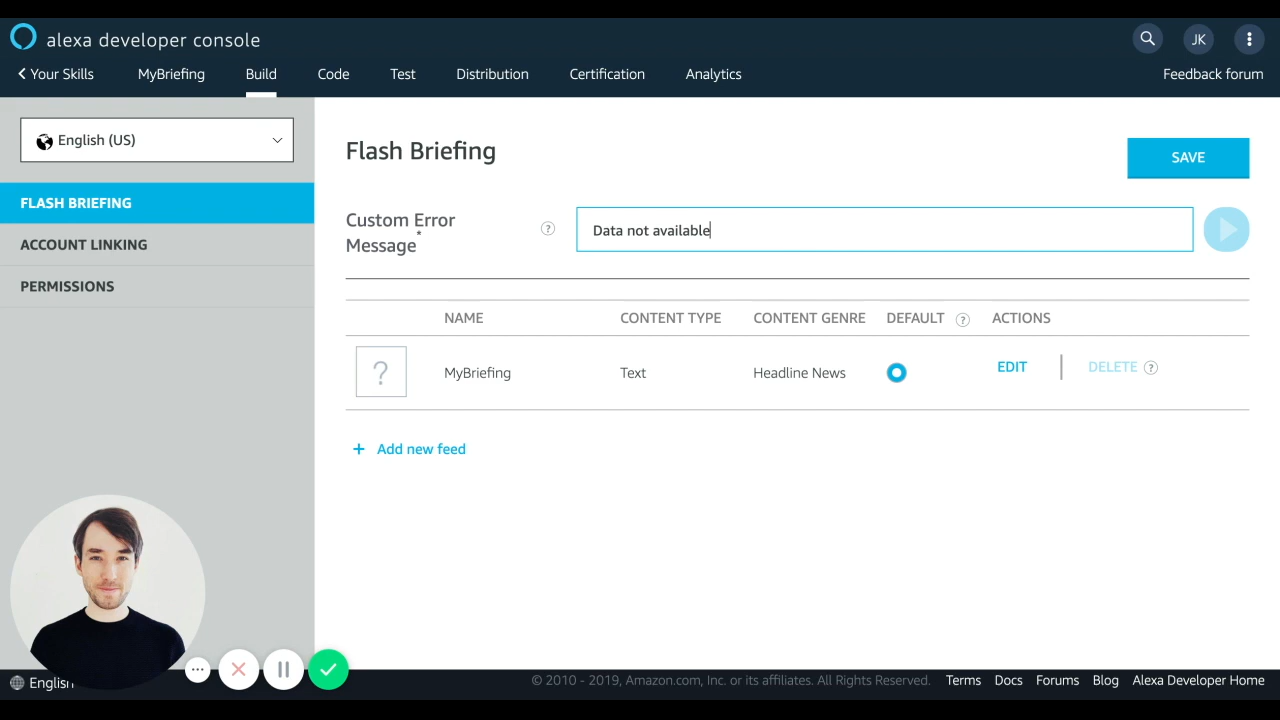 alexa developer console
JK
Your Skills MyBriefing Build Code Test Distribution Certification Analytics Feedback forum
English (US)
Flash Briefing
SAVE
FLASH BRIEFING
ACCOUNT LINKING
PERMISSIONS
Custom Error
Message*
?
Data not available
NAME CONTENT TYPE CONTENT GENRE DEFAULT ? ACTIONS
? MyBriefing Text Headline News EDIT | DELETE ?
+ Add new feed
English
© 2010 - 2019, Amazon.com, Inc. or its affiliates. All Rights Reserved. Terms Docs Forums Blog Alexa Developer Home